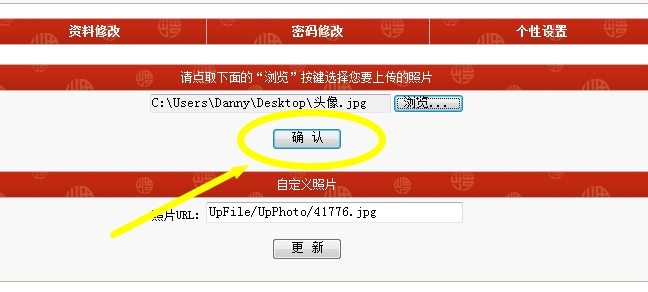 资料修改 密码修改 个性设置
请点取下面的“浏览”按键选择您要上传的照片
C:\Users\Danny\Desktop\头像.jpg 浏览...
确 认
自定义照片
照片URL: UpFile/UpPhoto/41776.jpg
更 新